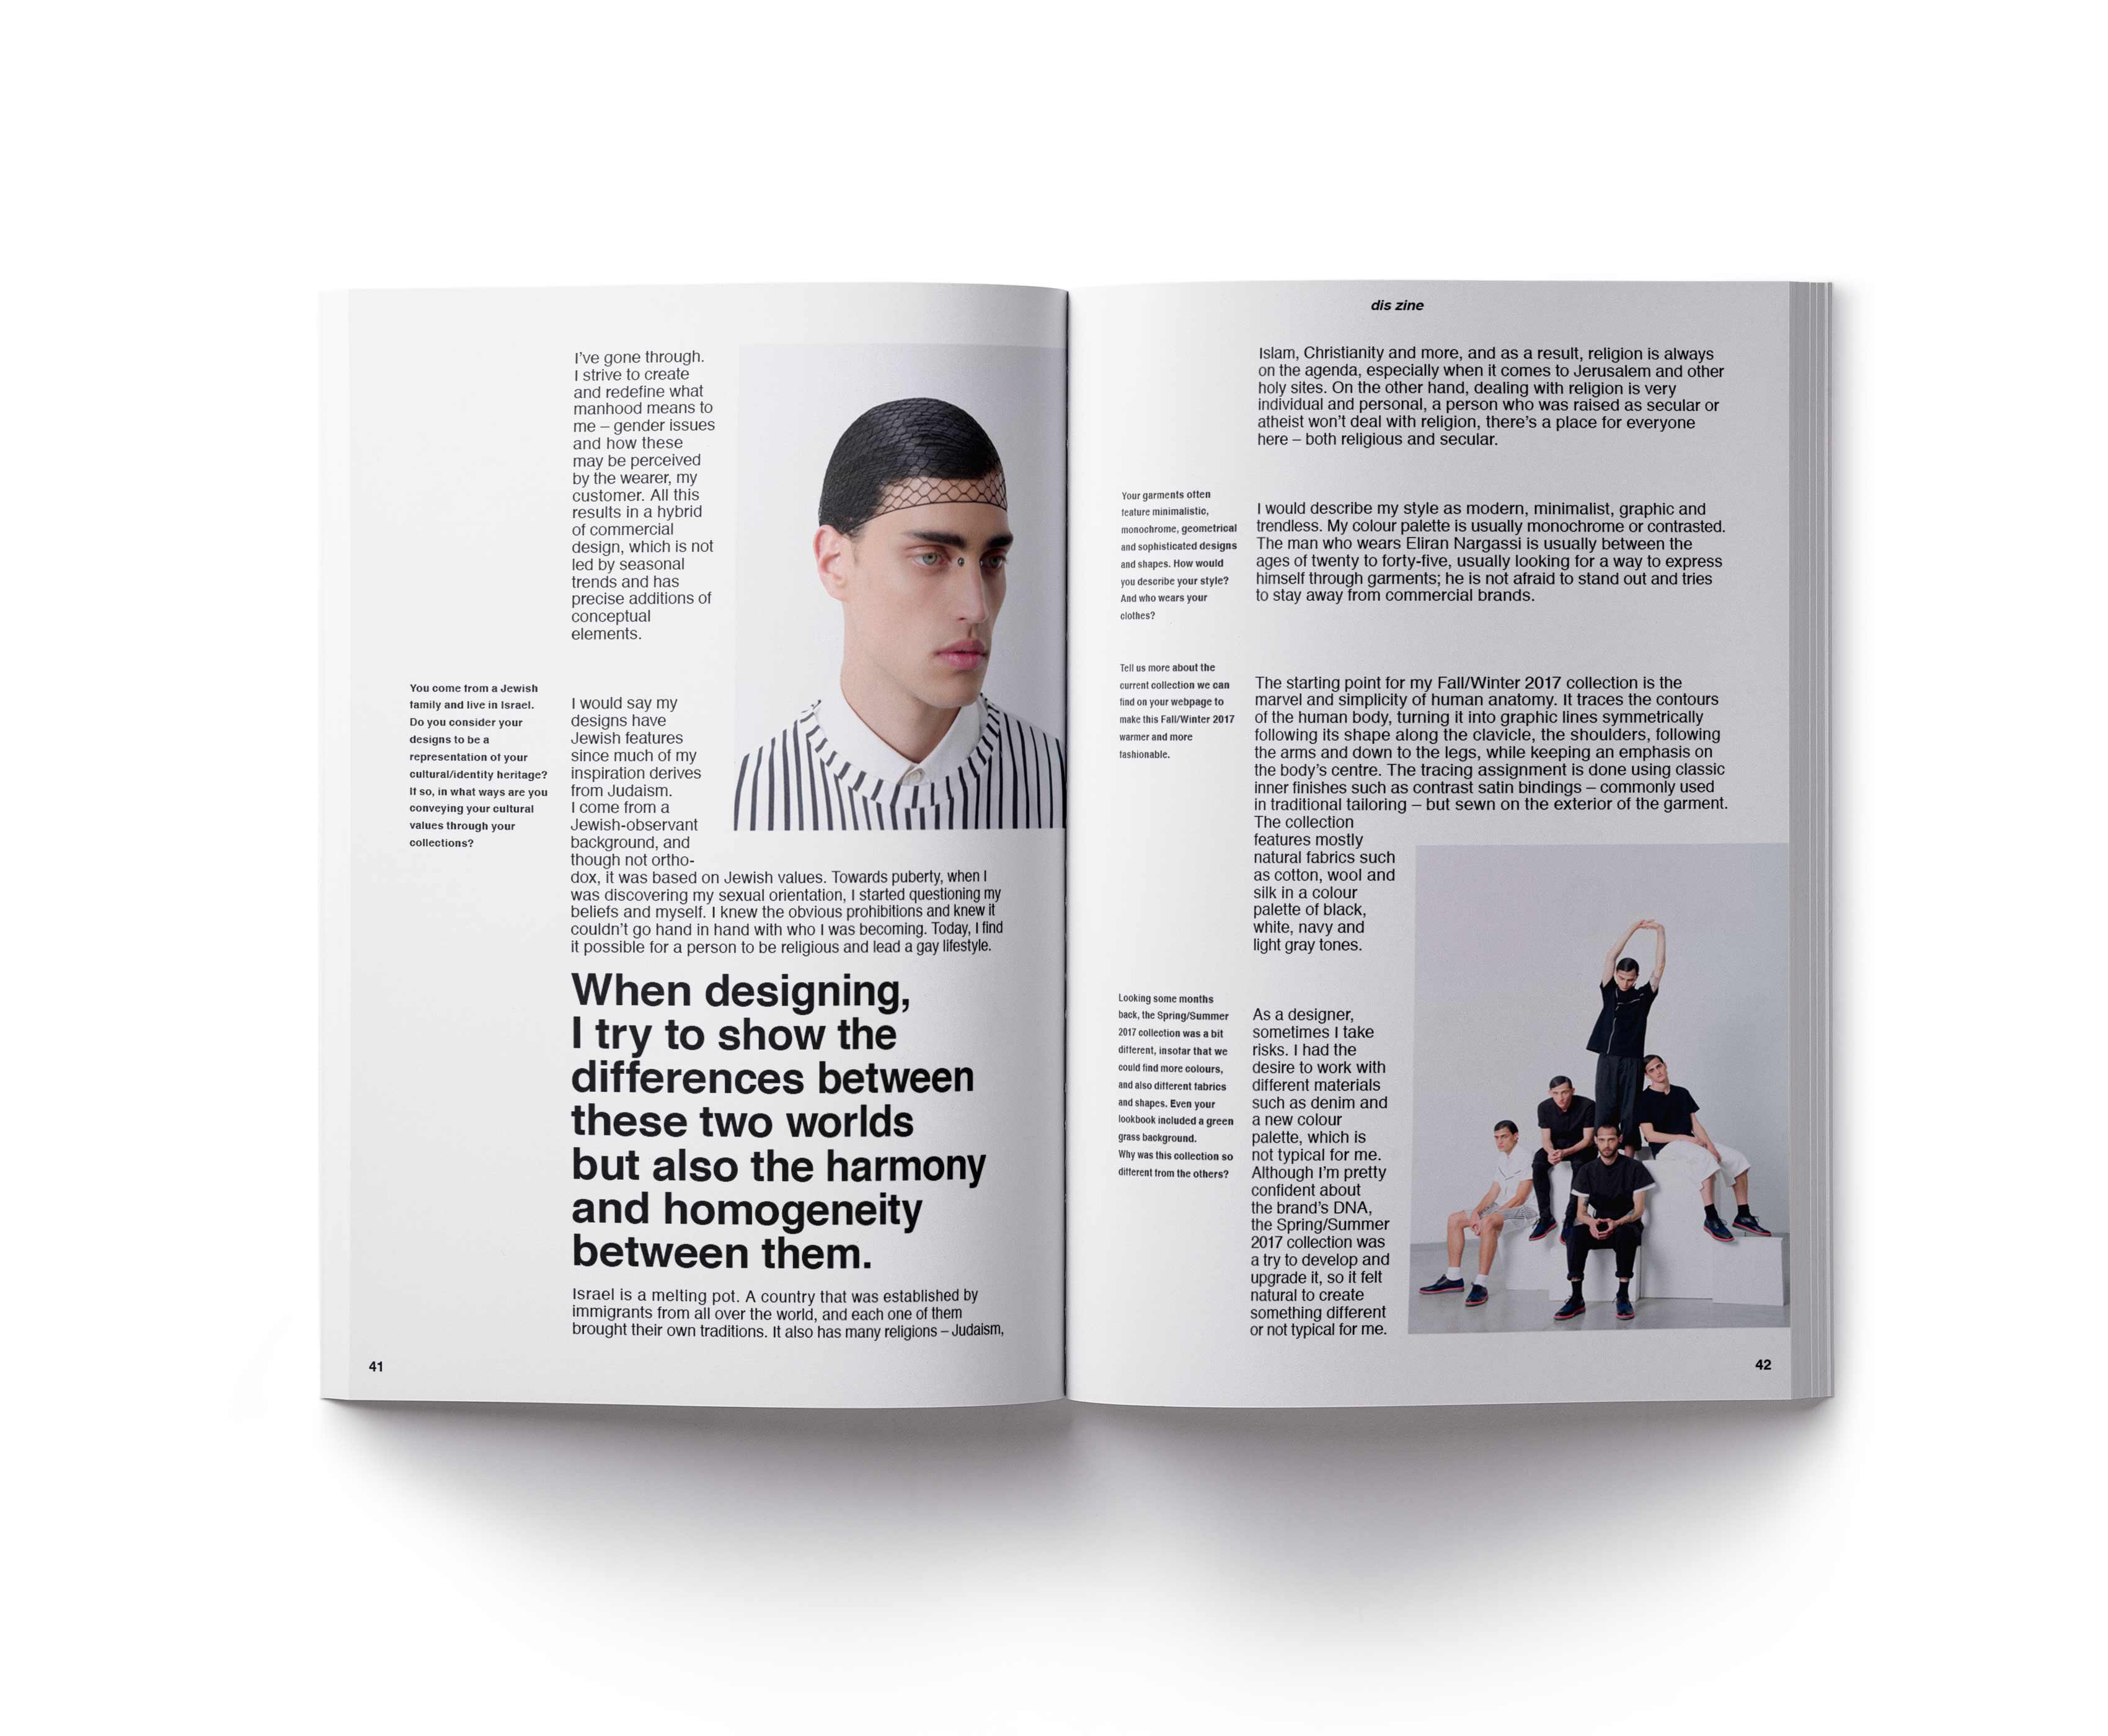 I've gone through.
I strive to create
and redefine what
manhood means to
me – gender issues
and how these
may be perceived
by the wearer, my
customer. All this
results in a hybrid
of commercial
design, which is not
led by seasonal
trends and has
precise additions of
conceptual
elements.
You come from a Jewish
family and live in Israel.
Do you consider your
designs to be a
representation of your
cultural/identity heritage?
If so, in what ways are you
conveying your cultural
values through your
collections?
I would say my
designs have
Jewish features
since much of my
inspiration derives
from Judaism.
I come from a
Jewish-observant
background, and
though not ortho-
dox, it was based on Jewish values. Towards puberty, when I
was discovering my sexual orientation, I started questioning my
beliefs and myself. I knew the obvious prohibitions and knew it
couldn't go hand in hand with who I was becoming. Today, I find
it possible for a person to be religious and lead a gay lifestyle.
When designing,
I try to show the
differences between
these two worlds
but also the harmony
and homogeneity
between them.
Israel is a melting pot. A country that was established by
immigrants from all over the world, and each one of them
brought their own traditions. It also has many religions – Judaism,
41
dis zine
Islam, Christianity and more, and as a result, religion is always
on the agenda, especially when it comes to Jerusalem and other
holy sites. On the other hand, dealing with religion is very
individual and personal, a person who was raised as secular or
atheist won't deal with religion, there's a place for everyone
here – both religious and secular.
Your garments often
feature minimalistic,
monochrome, geometrical
and sophisticated designs
and shapes. How would
you describe your style?
And who wears your
clothes?
I would describe my style as modern, minimalist, graphic and
trendless. My colour palette is usually monochrome or contrasted.
The man who wears Eliran Nargassi is usually between the
ages of twenty to forty-five, usually looking for a way to express
himself through garments; he is not afraid to stand out and tries
to stay away from commercial brands.
Tell us more about the
current collection we can
find on your webpage to
make this Fall/Winter 2017
warmer and more
fashionable.
The starting point for my Fall/Winter 2017 collection is the
marvel and simplicity of human anatomy. It traces the contours
of the human body, turning it into graphic lines symmetrically
following its shape along the clavicle, the shoulders, following
the arms and down to the legs, while keeping an emphasis on
the body's centre. The tracing assignment is done using classic
inner finishes such as contrast satin bindings – commonly used
in traditional tailoring – but sewn on the exterior of the garment.
The collection
features mostly
natural fabrics such
as cotton, wool and
silk in a colour
palette of black,
white, navy and
light gray tones.
Looking some months
back, the Spring/Summer
2017 collection was a bit
different, insofar that we
could find more colours,
and also different fabrics
and shapes. Even your
lookbook included a green
grass background.
Why was this collection so
different from the others?
As a designer,
sometimes I take
risks. I had the
desire to work with
different materials
such as denim and
a new colour
palette, which is
not typical for me.
Although I'm pretty
confident about
the brand's DNA,
the Spring/Summer
2017 collection was
a try to develop and
upgrade it, so it felt
natural to create
something different
or not typical for me.
42